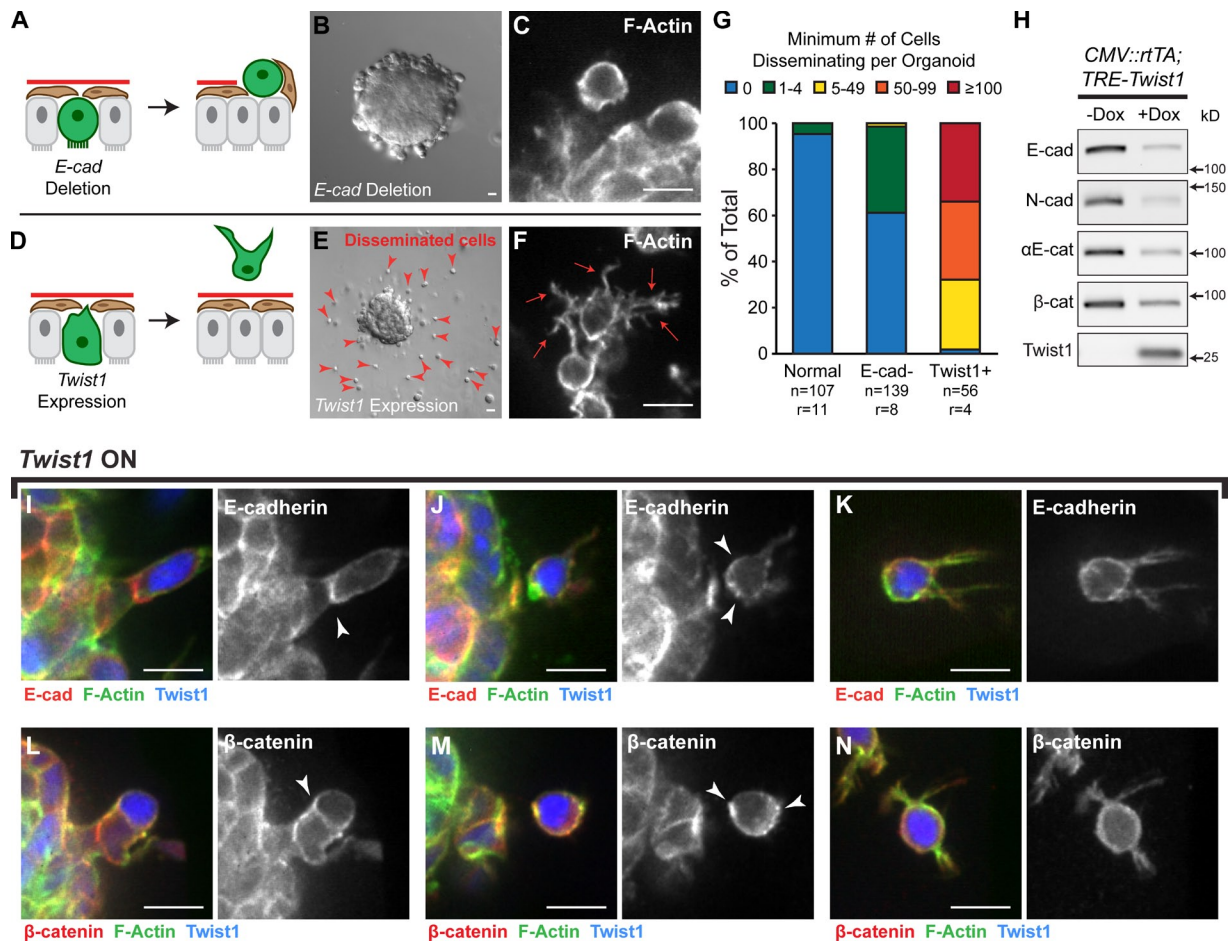 A
E-cad
Deletion
B
E-cad Deletion
C
F-Actin
D
Twist1
Expression
E
Disseminated cells
Twist1 Expression
F
F-Actin
G
Minimum # of Cells
Disseminating per Organoid
0 1-4 5-49 50-99 ≥100
% of Total
100
80
60
40
20
0
Normal E-cad- Twist1+
n=107 n=139 n=56
r=11 r=8 r=4
H
CMV::rtTA;
TRE-Twist1
-Dox +Dox kD
E-cad
100
150
N-cad
αE-cat
100
β-cat
100
Twist1
25
Twist1 ON
I
E-cadherin
E-cad F-Actin Twist1
J
E-cadherin
E-cad F-Actin Twist1
K
E-cadherin
E-cad F-Actin Twist1
L
β-catenin
β-catenin F-Actin Twist1
M
β-catenin
β-catenin F-Actin Twist1
N
β-catenin
β-catenin F-Actin Twist1